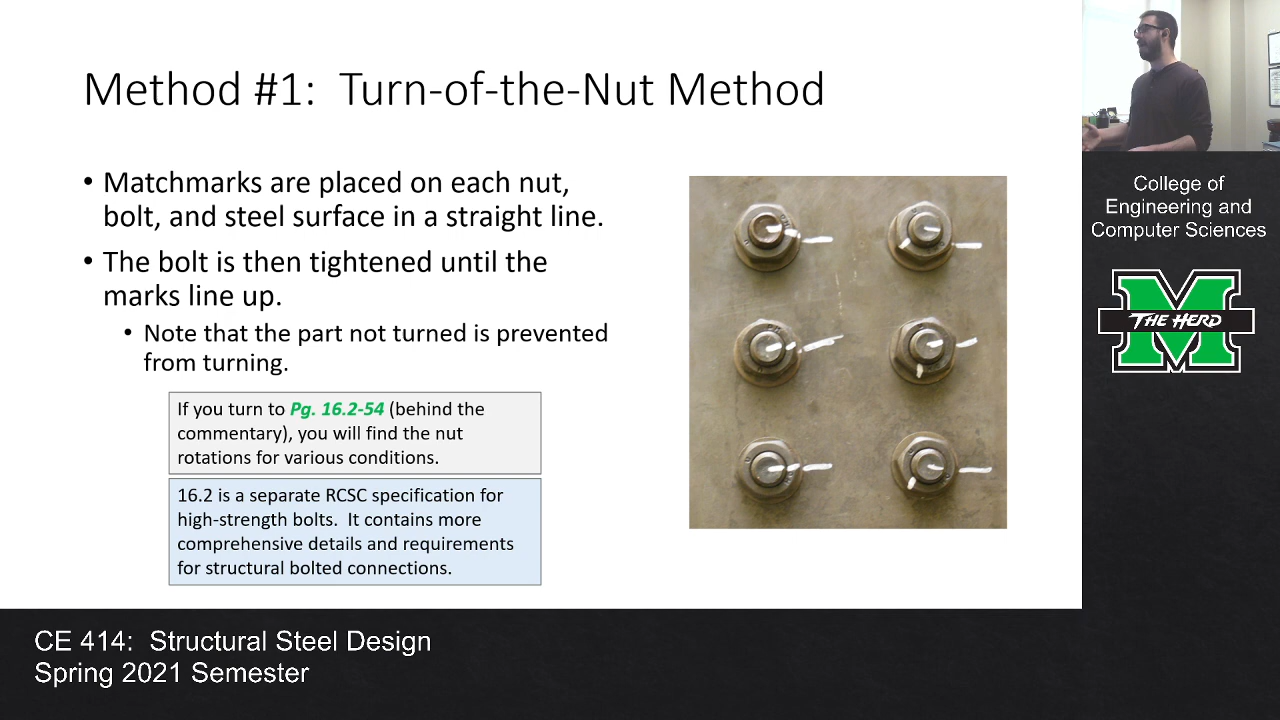 Method #1:  Turn-of-the-Nut Method
• Matchmarks are placed on each nut,
bolt, and steel surface in a straight line.
• The bolt is then tightened until the
marks line up.
• Note that the part not turned is prevented
from turning.
If you turn to Pg. 16.2-54 (behind the
commentary), you will find the nut
rotations for various conditions.
16.2 is a separate RCSC specification for
high-strength bolts.  It contains more
comprehensive details and requirements
for structural bolted connections.
College of
Engineering and
Computer Sciences
THE HERD
CE 414:  Structural Steel Design
Spring 2021 Semester